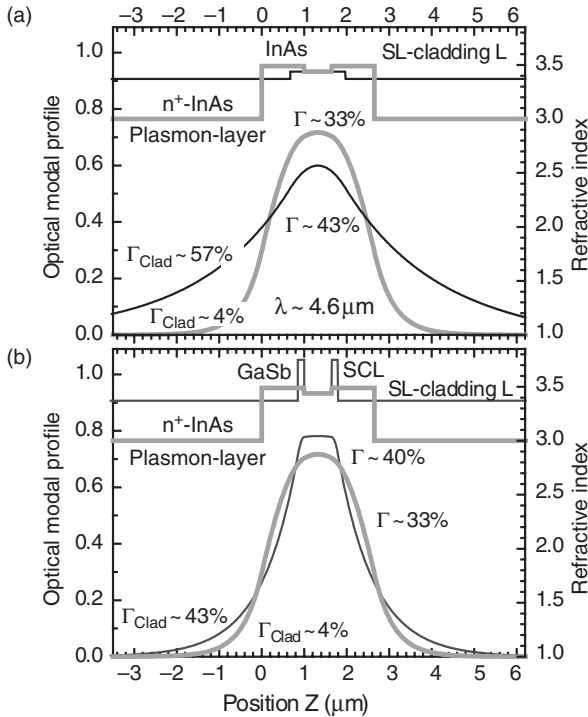 (a)
−3 −2 −1 0 1 2 3 4 5 6
1.0
0.8
0.6
0.4
0.2
0.0
Optical modal profile
InAs
SL-cladding L
n⁺-InAs
Plasmon-layer
Γ ~ 33%
Γ ~ 43%
ΓClad ~ 57%
ΓClad ~ 4%
λ ~ 4.6 μm
3.5
3.0
2.5
2.0
1.5
1.0
Refractive index
(b)
1.0
0.8
0.6
0.4
0.2
0.0
Optical modal profile
GaSb
SCL
SL-cladding L
n⁺-InAs
Plasmon-layer
Γ ~ 40%
Γ ~ 33%
ΓClad ~ 43%
ΓClad ~ 4%
3.5
3.0
2.5
2.0
1.5
1.0
Refractive index
−3 −2 −1 0 1 2 3 4 5 6
Position Z (μm)